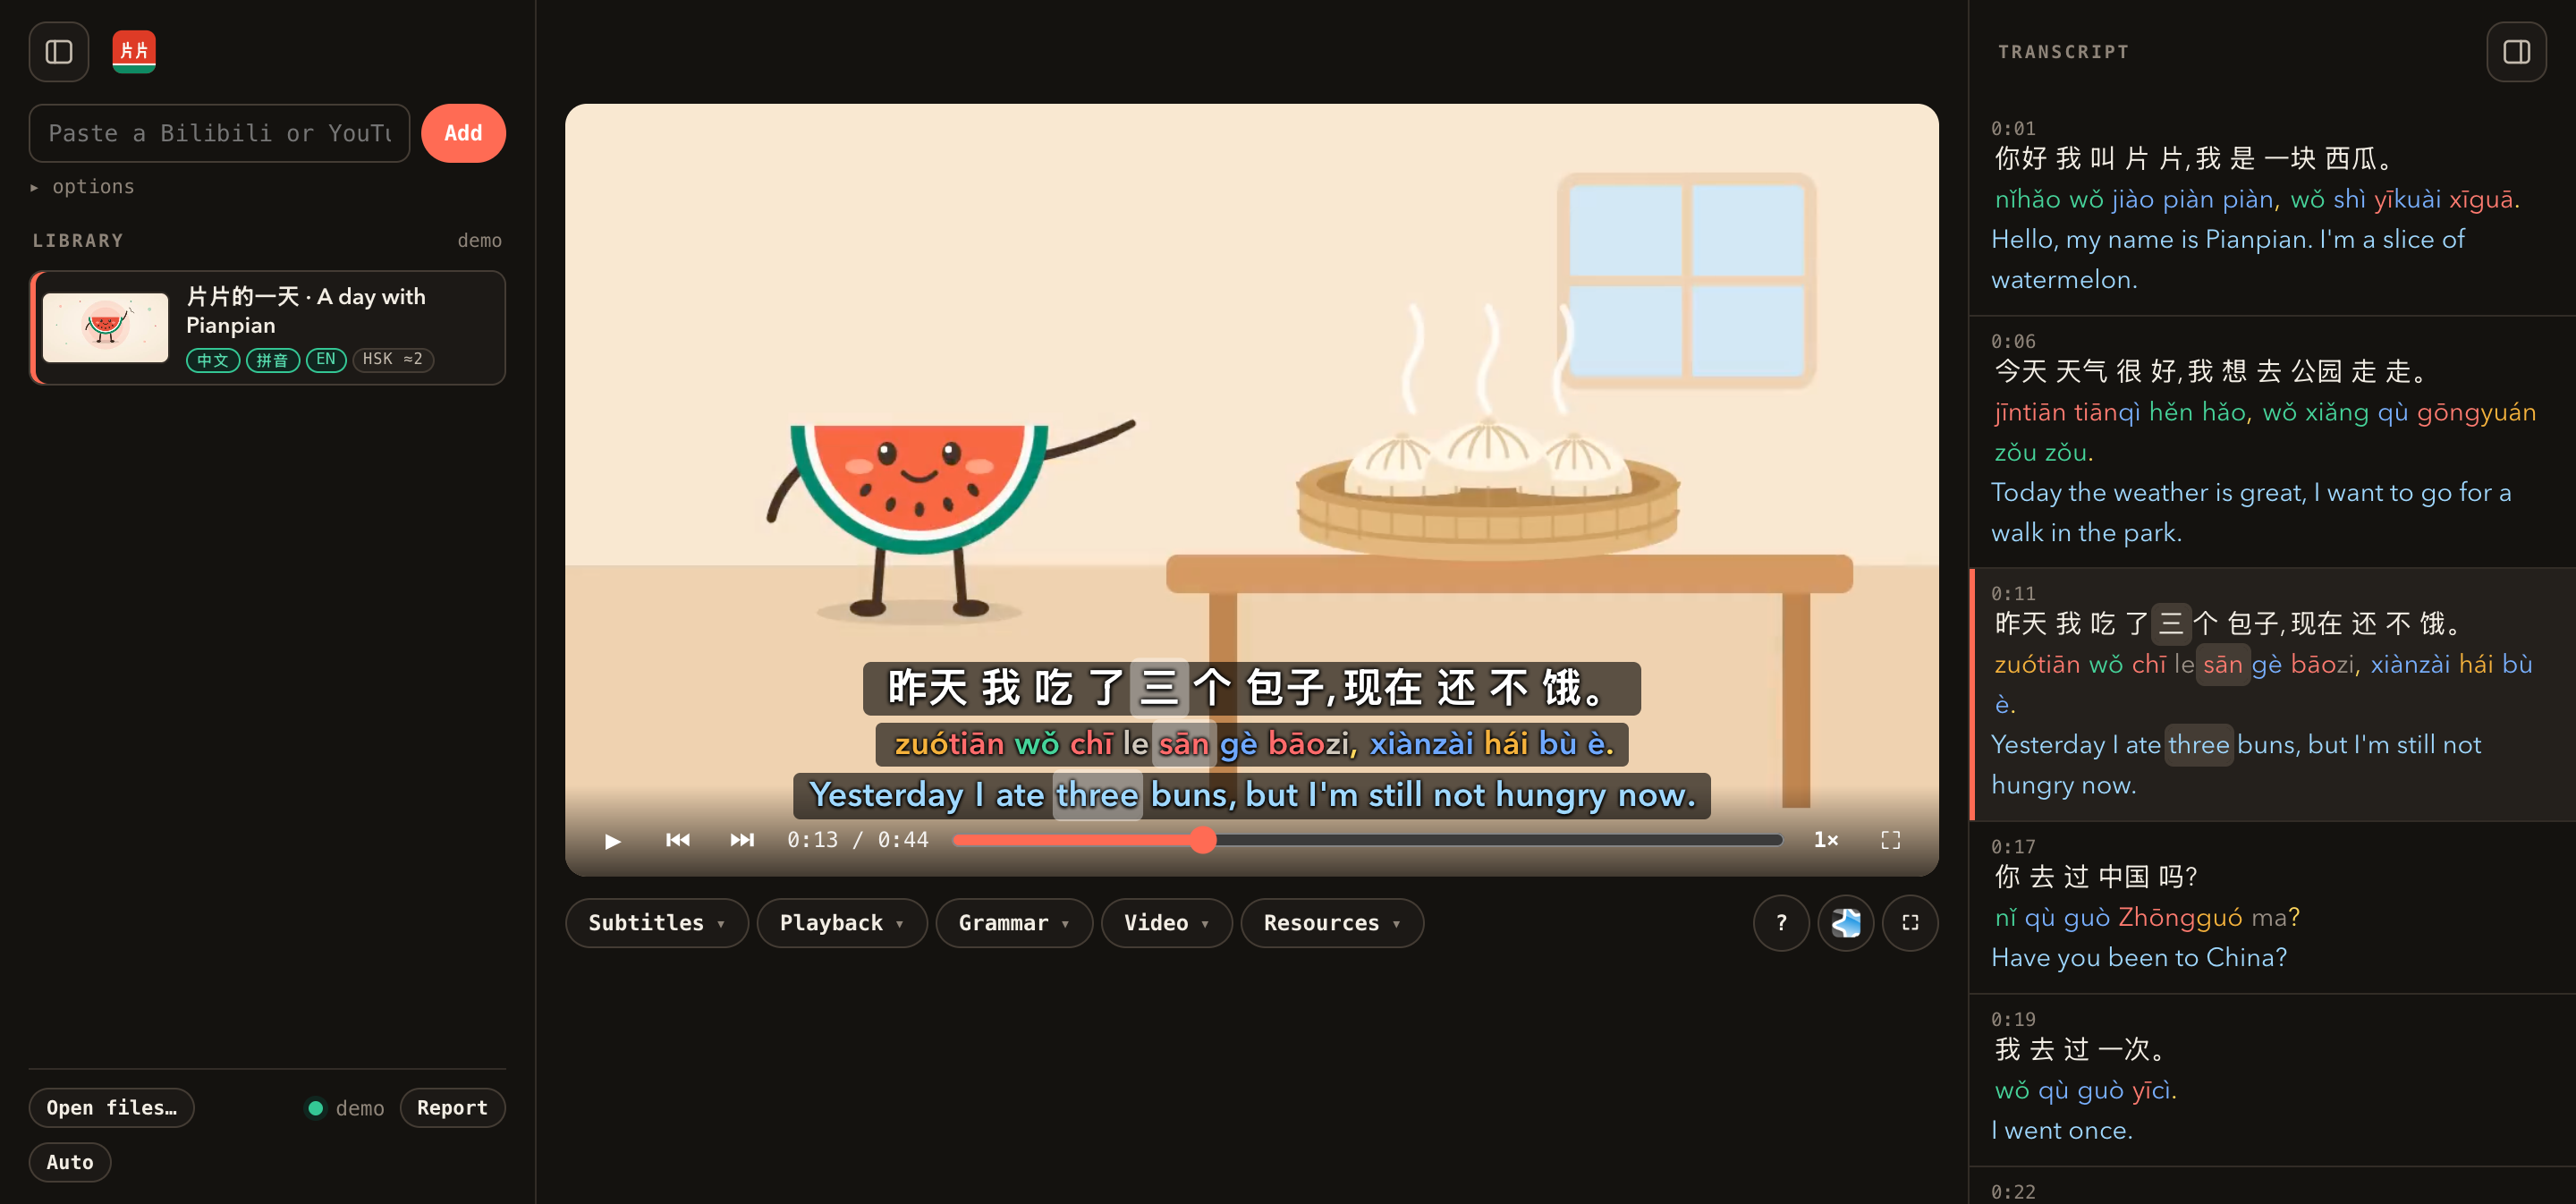 片片
Paste a Bilibili or YouTu
Add
▸ options
LIBRARY
demo
片片的一天 · A day with
Pianpian
中文
拼音
EN
HSK ≈2
Open files…
demo
Report
Auto
昨天 我 吃 了 三 个 包子,现在 还 不 饿。
zuótiān wǒ chī le sān gè bāozi, xiànzài hái bù è.
Yesterday I ate three buns, but I'm still not hungry now.
0:13 / 0:44
1×
Subtitles ▾
Playback ▾
Grammar ▾
Video ▾
Resources ▾
?
TRANSCRIPT
0:01
你好 我 叫 片 片,我 是 一块 西瓜。
nǐhǎo wǒ jiào piàn piàn, wǒ shì yīkuài xīguā.
Hello, my name is Pianpian. I'm a slice of
watermelon.
0:06
今天 天气 很 好,我 想 去 公园 走 走。
jīntiān tiānqì hěn hǎo, wǒ xiǎng qù gōngyuán
zǒu zǒu.
Today the weather is great, I want to go for a
walk in the park.
0:11
昨天 我 吃 了 三 个 包子,现在 还 不 饿。
zuótiān wǒ chī le sān gè bāozi, xiànzài hái bù
è.
Yesterday I ate three buns, but I'm still not
hungry now.
0:17
你 去 过 中国 吗?
nǐ qù guò Zhōngguó ma?
Have you been to China?
0:19
我 去 过 一次。
wǒ qù guò yīcì.
I went once.
0:22